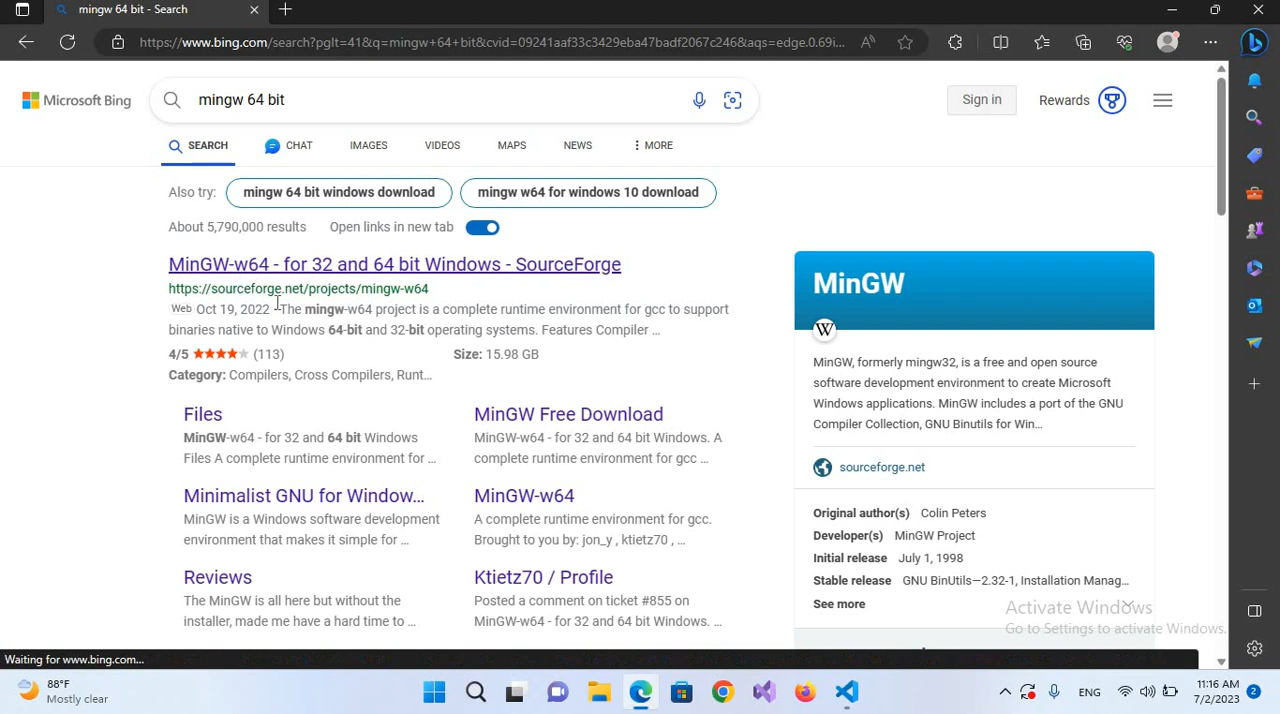 mingw 64 bit - Search
https://www.bing.com/search?pglt=41&q=mingw+64+bit&cvid=09241aaf33c3429eba47badf2067c246&aqs=edge.0.69i...
Microsoft Bing
mingw 64 bit
Sign in
Rewards
SEARCH CHAT IMAGES VIDEOS MAPS NEWS MORE
Also try: mingw 64 bit windows download mingw w64 for windows 10 download
About 5,790,000 results Open links in new tab
MinGW-w64 - for 32 and 64 bit Windows - SourceForge
https://sourceforge.net/projects/mingw-w64
Web Oct 19, 2022 · The mingw-w64 project is a complete runtime environment for gcc to support
binaries native to Windows 64-bit and 32-bit operating systems. Features Compiler ...
4/5 (113) Size: 15.98 GB
Category: Compilers, Cross Compilers, Runt...
Files
MinGW-w64 - for 32 and 64 bit Windows
Files A complete runtime environment for ...
MinGW Free Download
MinGW-w64 - for 32 and 64 bit Windows. A
complete runtime environment for gcc ...
Minimalist GNU for Window...
MinGW is a Windows software development
environment that makes it simple for ...
MinGW-w64
A complete runtime environment for gcc.
Brought to you by: jon_y , ktietz70 , ...
Reviews
The MinGW is all here but without the
installer, made me have a hard time to ...
Ktietz70 / Profile
Posted a comment on ticket #855 on
MinGW-w64 - for 32 and 64 bit Windows. ...
MinGW
W
MinGW, formerly mingw32, is a free and open source
software development environment to create Microsoft
Windows applications. MinGW includes a part of the GNU
Compiler Collection, GNU Binutils for Win...
sourceforge.net
Original author(s) Colin Peters
Developer(s) MinGW Project
Initial release July 1, 1998
Stable release GNU BinUtils—2.32-1, Installation Manag...
See more
Activate Windows
Go to Settings to activate Windows.
Waiting for www.bing.com...
88°F
Mostly clear
ENG
11:16 AM
7/2/2023
2